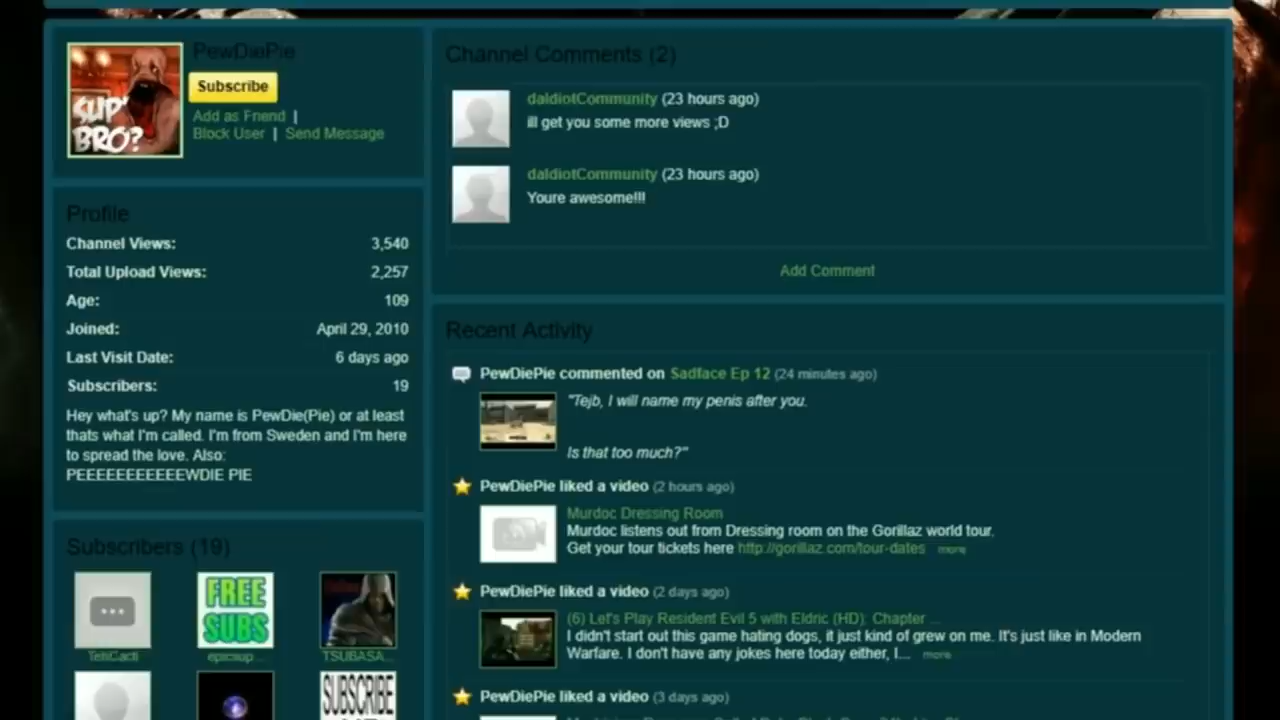 PewDiePie
Subscribe
Add as Friend |
Block User | Send Message
SUP' BRO?
Profile
Channel Views: 3,540
Total Upload Views: 2,257
Age: 109
Joined: April 29, 2010
Last Visit Date: 6 days ago
Subscribers: 19
Hey what's up? My name is PewDie(Pie) or at least
thats what I'm called. I'm from Sweden and I'm here
to spread the love. Also:
PEEEEEEEEEEEWDIE PIE
Subscribers (19)
FREE
SUBS
TSUBASA...
SUBSCRIBE
Channel Comments (2)
daIdiotCommunity (23 hours ago)
ill get you some more views ;D
daIdiotCommunity (23 hours ago)
Youre awesome!!!
Add Comment
Recent Activity
PewDiePie commented on Sadface Ep 12 (24 minutes ago)
"Tejb, I will name my penis after you.
Is that too much?"
PewDiePie liked a video (2 hours ago)
Murdoc Dressing Room
Murdoc listens out from Dressing room on the Gorillaz world tour.
Get your tour tickets here http://gorillaz.com/tour-dates more
PewDiePie liked a video (2 days ago)
(6) Let's Play Resident Evil 5 with Eldric (HD): Chapter ...
I didn't start out this game hating dogs, it just kind of grew on me. It's just like in Modern
Warfare. I don't have any jokes here today either, I... more
PewDiePie liked a video (3 days ago)